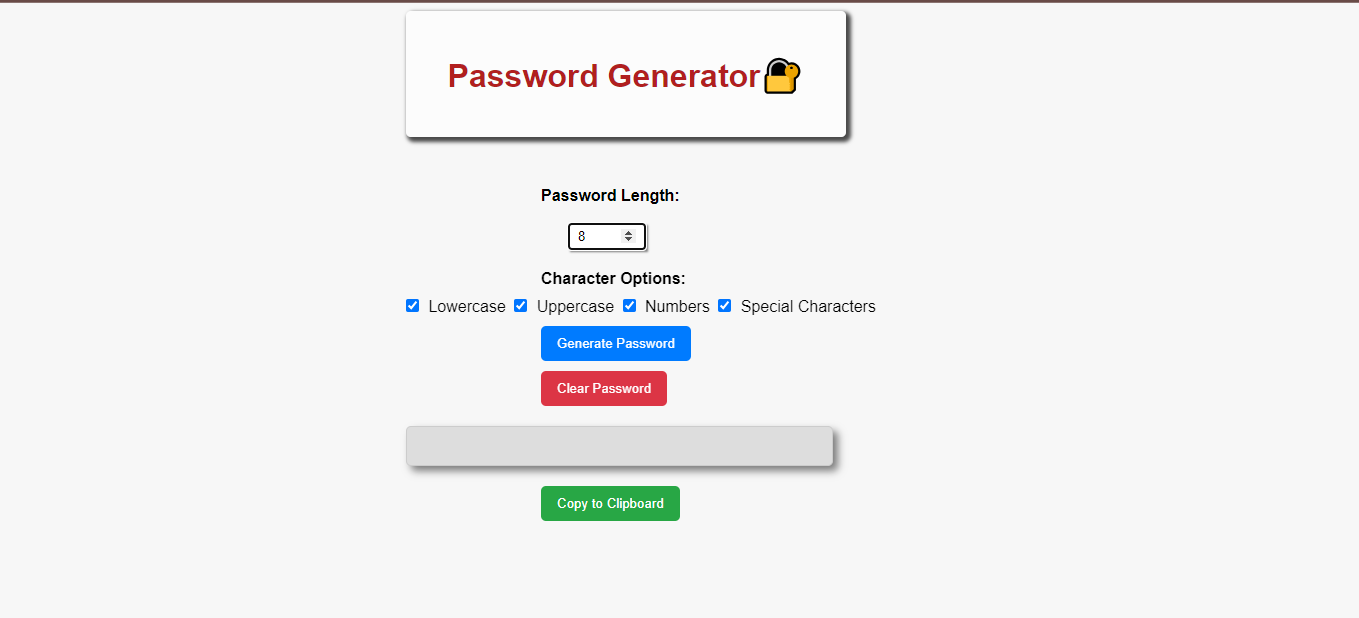 Password Generator🔐
Password Length:
8
Character Options:
Lowercase Uppercase Numbers Special Characters
Generate Password
Clear Password
Copy to Clipboard